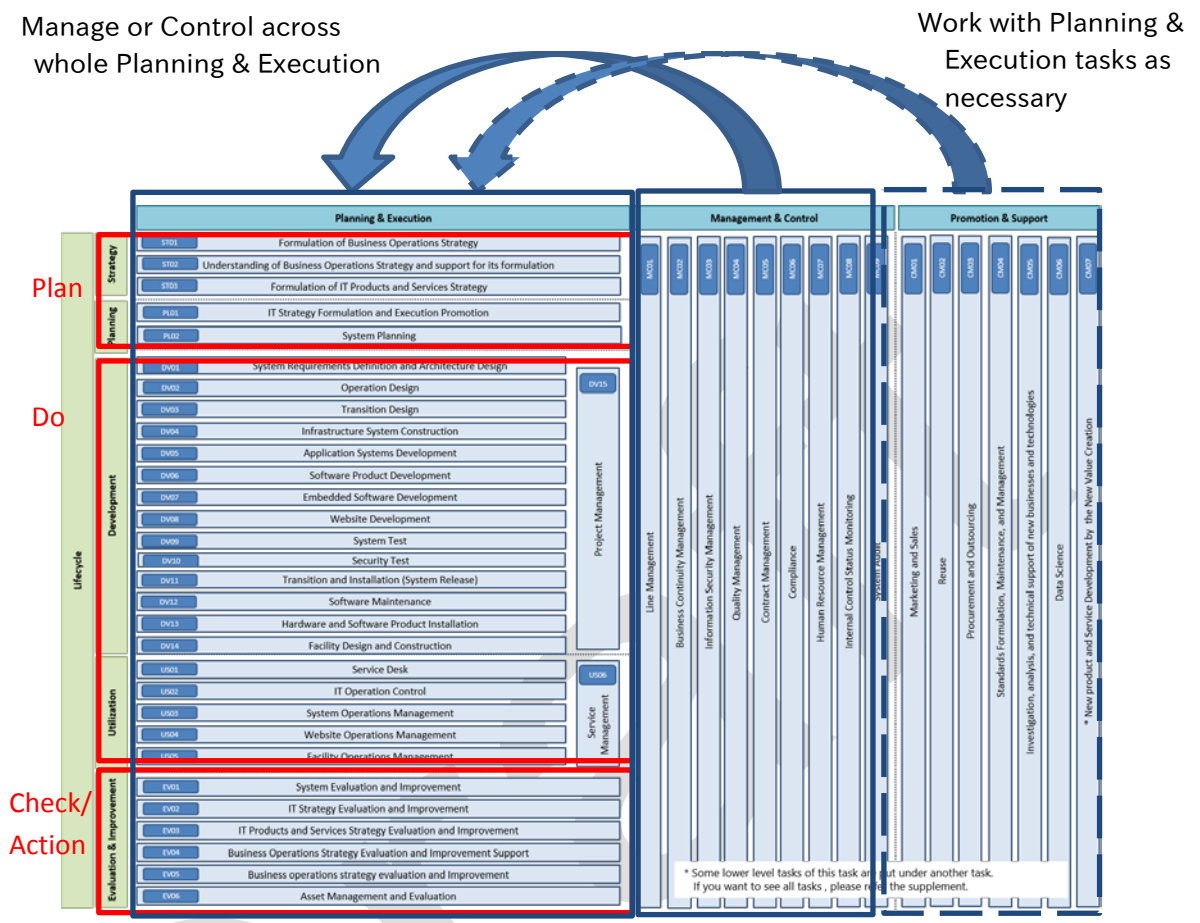 Manage or Control across
whole Planning & Execution
Work with Planning &
Execution tasks as
necessary
Planning & Execution
Management & Control
Promotion & Support
Plan
Do
Check/
Action
Lifecycle
Strategy
ST01 Formulation of Business Operations Strategy
ST02 Understanding of Business Operations Strategy and support for its formulation
ST03 Formulation of IT Products and Services Strategy
Planning
PL01 IT Strategy Formulation and Execution Promotion
PL02 System Planning
Development
DV01 System Requirements Definition and Architecture Design
DV02 Operation Design
DV03 Transition Design
DV04 Infrastructure System Construction
DV05 Application Systems Development
DV06 Software Product Development
DV07 Embedded Software Development
DV08 Website Development
DV09 System Test
DV10 Security Test
DV11 Transition and Installation (System Release)
DV12 Software Maintenance
DV13 Hardware and Software Product Installation
DV14 Facility Design and Construction
DV15
Project Management
Utilization
US01 Service Desk
US02 IT Operation Control
US03 System Operations Management
US04 Website Operations Management
US05 Facility Operations Management
US06
Service
Management
Evaluation & Improvement
EV01 System Evaluation and Improvement
EV02 IT Strategy Evaluation and Improvement
EV03 IT Products and Services Strategy Evaluation and Improvement
EV04 Business Operations Strategy Evaluation and Improvement Support
EV05 Business operations strategy evaluation and Improvement
EV06 Asset Management and Evaluation
MC01 Line Management
MC02 Business Continuity Management
MC03 Information Security Management
MC04 Quality Management
MC05 Contract Management
MC06 Compliance
MC07 Human Resource Management
MC08 Internal Control Status Monitoring
MC09 System Audit
CM01 Marketing and Sales
CM02 Reuse
CM03 Procurement and Outsourcing
CM04 Standards Formulation, Maintenance, and Management
CM05 Investigation, analysis, and technical support of new businesses and technologies
CM06 Data Science
CM07 * New product and Service Development by the New Value Creation
* Some lower level tasks of this task are put under another task.
If you want to see all tasks , please refer the supplement.